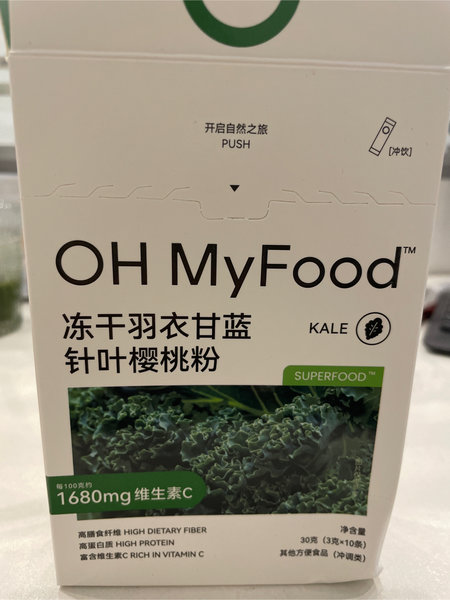 开启自然之旅
PUSH
[冲饮]
OH MyFood™
冻干羽衣甘蓝
针叶樱桃粉
KALE
SUPERFOOD™
每100克约
1680mg 维生素C
高膳食纤维 HIGH DIETARY FIBER
高蛋白质 HIGH PROTEIN
富含维生素C RICH IN VITAMIN C
净含量
30克（3克×10条）
其他方便食品（冲调类）